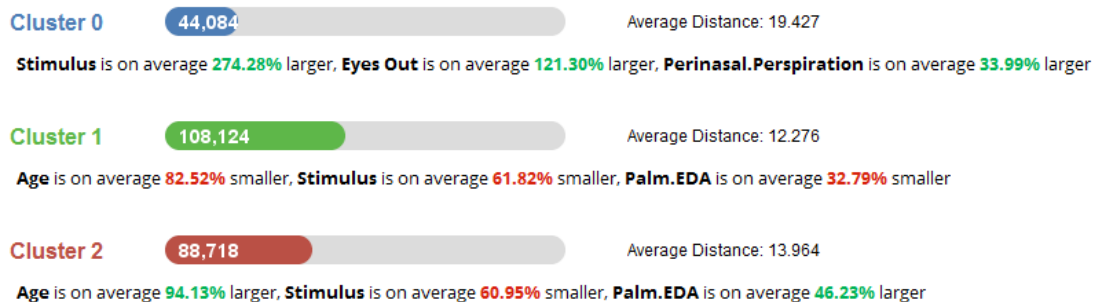 Cluster 0 44,084 Average Distance: 19.427
Stimulus is on average 274.28% larger, Eyes Out is on average 121.30% larger, Perinasal.Perspiration is on average 33.99% larger
Cluster 1 108,124 Average Distance: 12.276
Age is on average 82.52% smaller, Stimulus is on average 61.82% smaller, Palm.EDA is on average 32.79% smaller
Cluster 2 88,718 Average Distance: 13.964
Age is on average 94.13% larger, Stimulus is on average 60.95% smaller, Palm.EDA is on average 46.23% larger